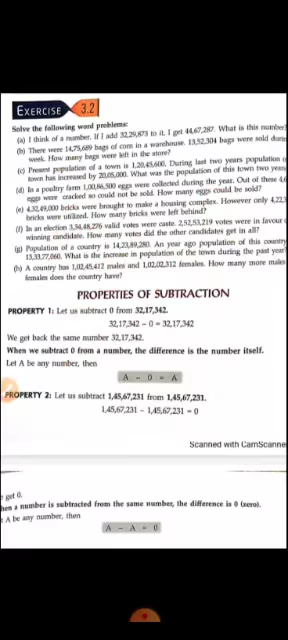 EXERCISE 3.2
Solve the following word problems:
(a) I think of a number. If I add 32,29,873 to it, I get 44,67,287. What is this number?
(b) There were 14,75,689 bags of corn in a warehouse. 13,52,304 bags were sold during
week. How many bags were left in the store?
(c) Present population of a town is 1,20,45,600. During last two years population
town has increased by 20,05,000. What was the population of this town two years
(d) In a poultry farm 1,00,86,500 eggs were collected during the year. Out of these
eggs were cracked so could not be sold. How many eggs could be sold?
(e) 4,32,49,000 bricks were brought to make a housing complex. However only 4,22,3
bricks were utilized. How many bricks were left behind?
(f) In an election 3,34,48,276 valid votes were caste. 2,52,53,219 votes were in favour
winning candidate. How many votes did the other candidates get in all?
(g) Population of a country is 14,23,89,280. An year ago population of this country
13,33,77,060. What is the increase in population of the town during the past year?
(h) A country has 1,02,45,412 males and 1,02,02,312 females. How many more males
females does the country have?
PROPERTIES OF SUBTRACTION
PROPERTY 1: Let us subtract 0 from 32,17,342.
32,17,342 – 0 = 32,17,342
We get back the same number 32,17,342.
When we subtract 0 from a number, the difference is the number itself.
Let A be any number, then
A – 0 = A
PROPERTY 2: Let us subtract 1,45,67,231 from 1,45,67,231.
1,45,67,231 – 1,45,67,231 = 0
Scanned with CamScanne
get 0.
hen a number is subtracted from the same number, the difference is 0 (zero).
A be any number, then
A – A = 0